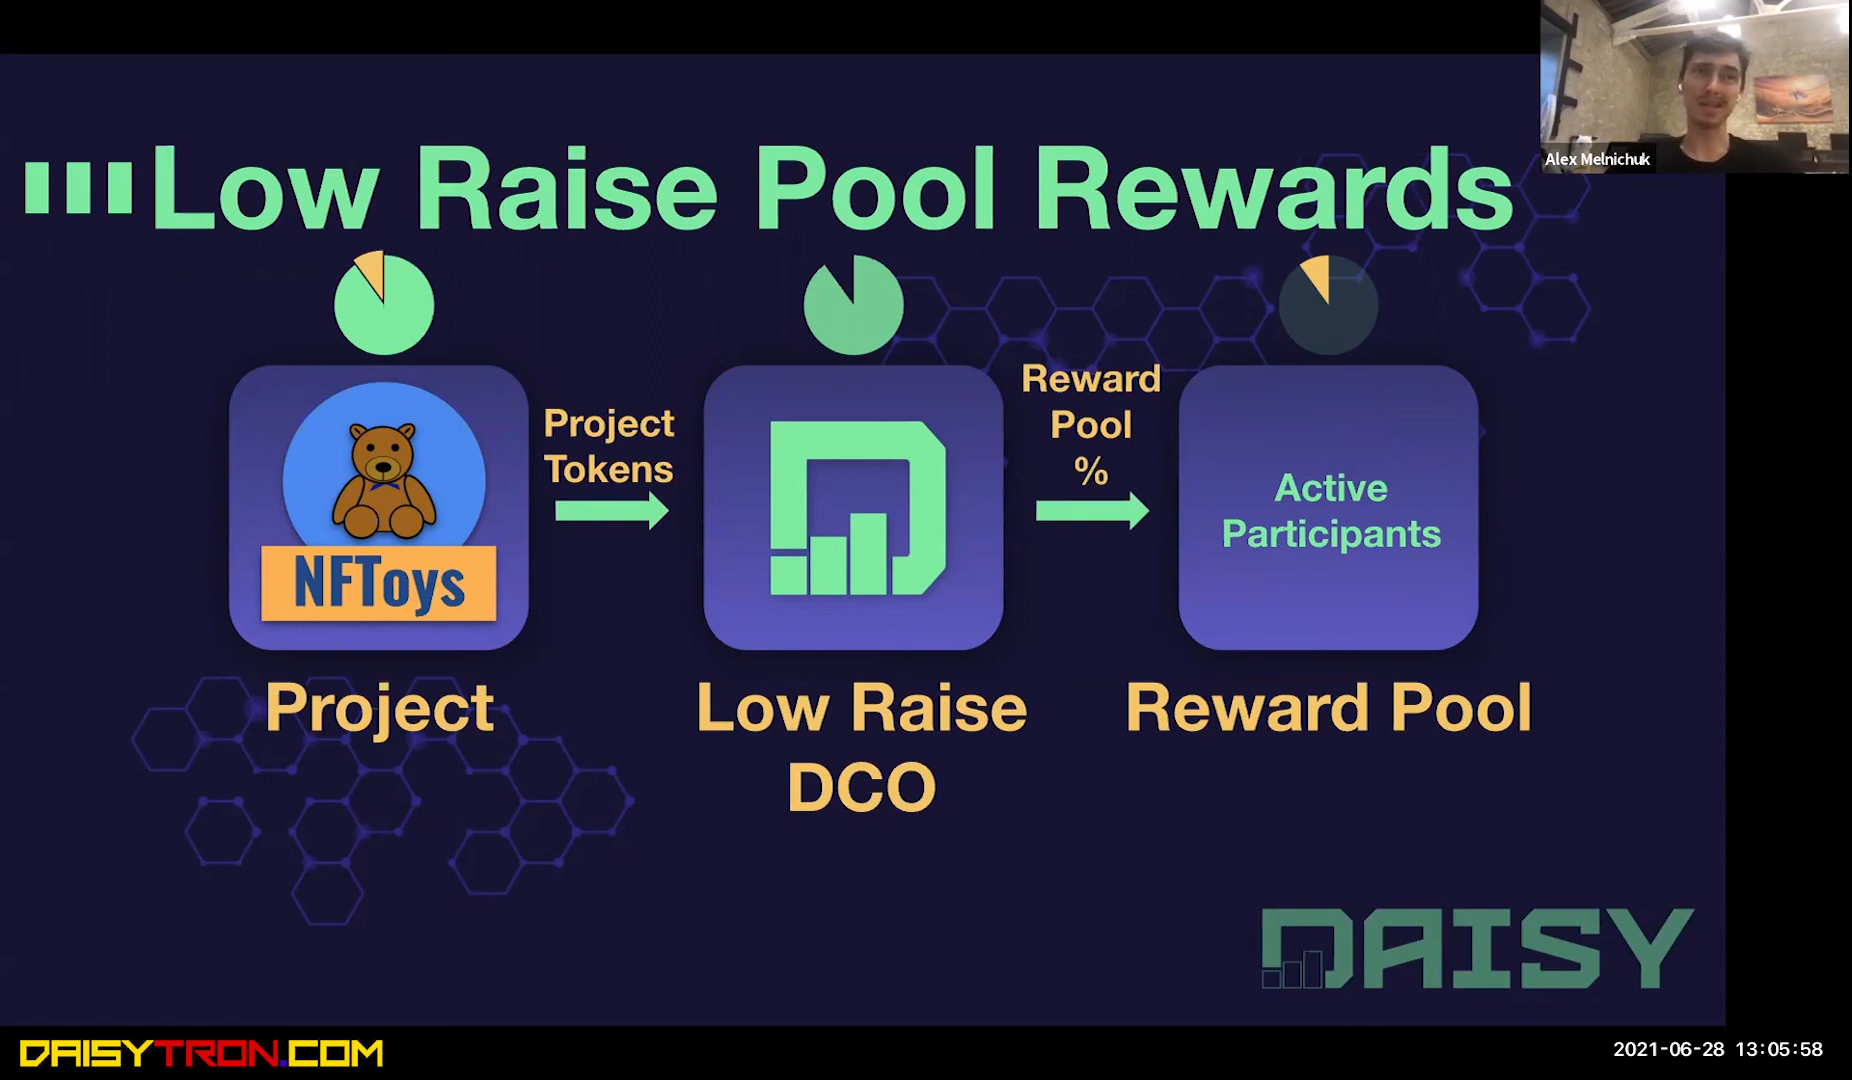 Alex Melnichuk
Low Raise Pool Rewards
Project
Tokens
Reward
Pool
%
NFToys
Active
Participants
Project
Low Raise
DCO
Reward Pool
DAISY
DAISYTRON.COM
2021-06-28 13:05:58